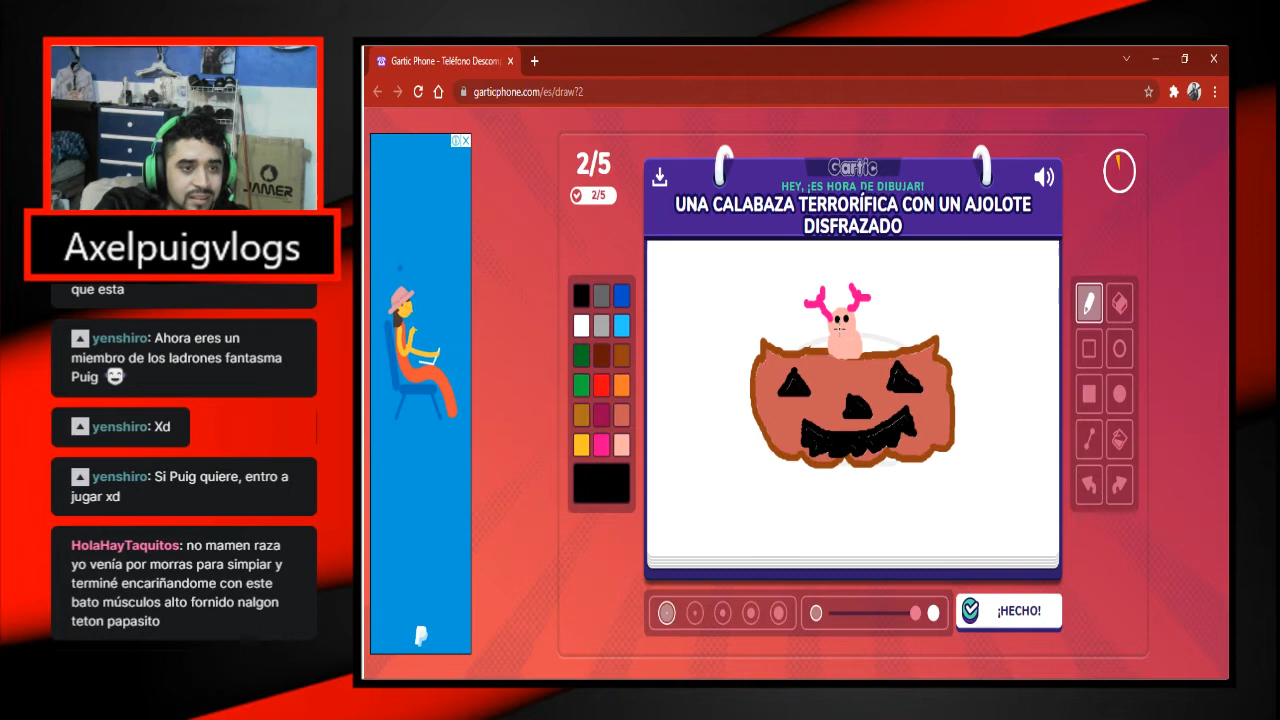 JAMER
Axelpuigvlogs
que esta
yenshiro: Ahora eres un
miembro de los ladrones fantasma
Puig
yenshiro: Xd
yenshiro: Si Puig quiere, entro a
jugar xd
HolaHayTaquitos: no mamen raza
yo venía por morras para simpiar y
terminé encariñandome con este
bato músculos alto fornido nalgon
teton papasito
Gartic Phone - Teléfono Descom
garticphone.com/es/draw?2
2/5
2/5
Gartic
HEY, ¡ES HORA DE DIBUJAR!
UNA CALABAZA TERRORÍFICA CON UN AJOLOTE
DISFRAZADO
¡HECHO!